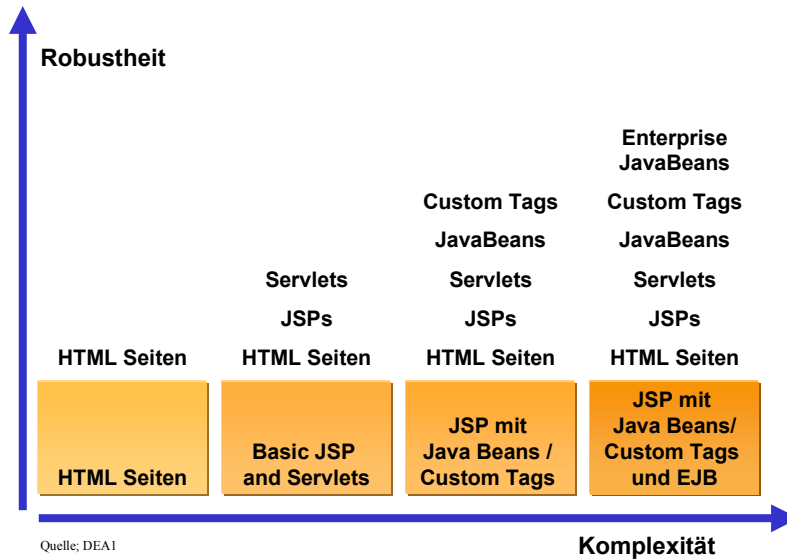 Robustheit
Enterprise
JavaBeans
Custom Tags
Custom Tags
JavaBeans
JavaBeans
Servlets
Servlets
Servlets
JSPs
JSPs
JSPs
HTML Seiten
HTML Seiten
HTML Seiten
HTML Seiten
HTML Seiten
Basic JSP
and Servlets
JSP mit
Java Beans /
Custom Tags
JSP mit
Java Beans/
Custom Tags
und EJB
Quelle; DEA1
Komplexität